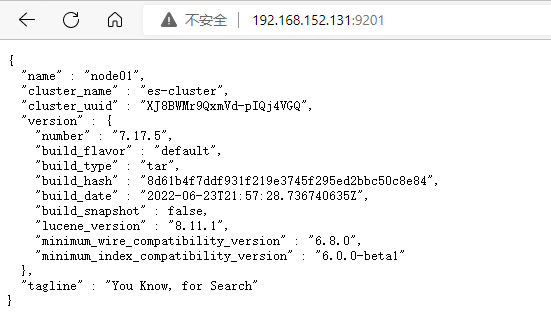 不安全 192.168.152.131:9201
{
"name" : "node01",
"cluster_name" : "es-cluster",
"cluster_uuid" : "XJ8BWMr9QxmVd-pIQj4VGQ",
"version" : {
"number" : "7.17.5",
"build_flavor" : "default",
"build_type" : "tar",
"build_hash" : "8d61b4f7ddf931f219e3745f295ed2bbc50c8e84",
"build_date" : "2022-06-23T21:57:28.736740635Z",
"build_snapshot" : false,
"lucene_version" : "8.11.1",
"minimum_wire_compatibility_version" : "6.8.0",
"minimum_index_compatibility_version" : "6.0.0-beta1"
},
"tagline" : "You Know, for Search"
}